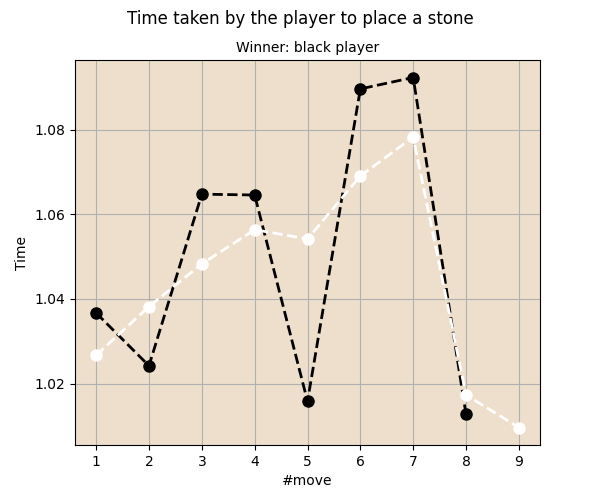 Time taken by the player to place a stone
Winner: black player
1.08
1.06
1.04
1.02
Time
1 2 3 4 5 6 7 8 9
#move